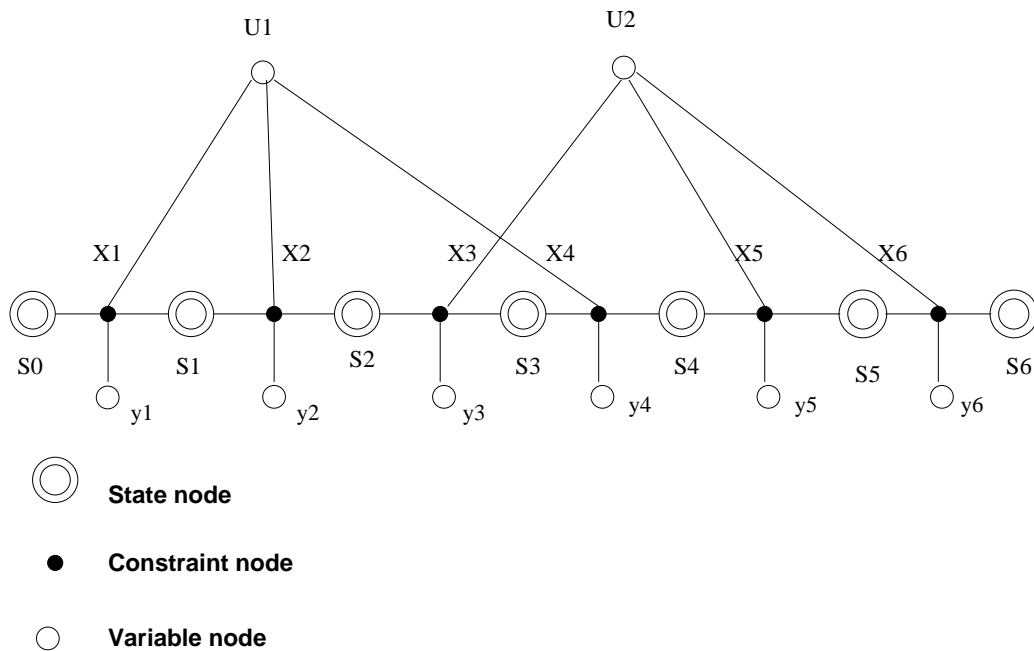 U1
U2
X1
X2
X3
X4
X5
X6
S0
S1
S2
S3
S4
S5
S6
y1
y2
y3
y4
y5
y6
State node
Constraint node
Variable node